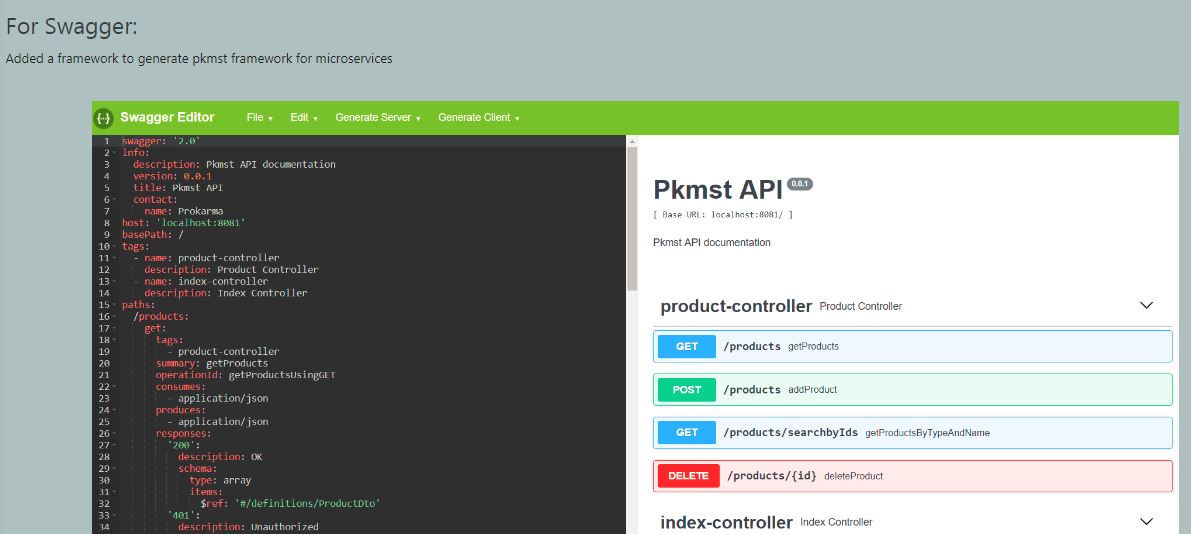 For Swagger:
Added a framework to generate pkmst framework for microservices
{··} Swagger Editor File Edit Generate Server Generate Client
1 swagger: '2.0'
2 info:
3 description: Pkmst API documentation
4 version: 0.0.1
5 title: Pkmst API
6 contact:
7 name: Prokarma
8 host: 'localhost:8081'
9 basePath: /
10 tags:
11 - name: product-controller
12 description: Product Controller
13 - name: index-controller
14 description: Index Controller
15 paths:
16 /products:
17 get:
18 tags:
19 - product-controller
20 summary: getProducts
21 operationId: getProductsUsingGET
22 consumes:
23 - application/json
24 produces:
25 - application/json
26 responses:
27 '200':
28 description: OK
29 schema:
30 type: array
31 items:
32 $ref: '#/definitions/ProductDto'
33 '401':
34 description: Unauthorized
Pkmst API 0.0.1
[ Base URL: localhost:8081/ ]
Pkmst API documentation
product-controller Product Controller
GET /products getProducts
POST /products addProduct
GET /products/searchbyIds getProductsByTypeAndName
DELETE /products/{id} deleteProduct
index-controller Index Controller